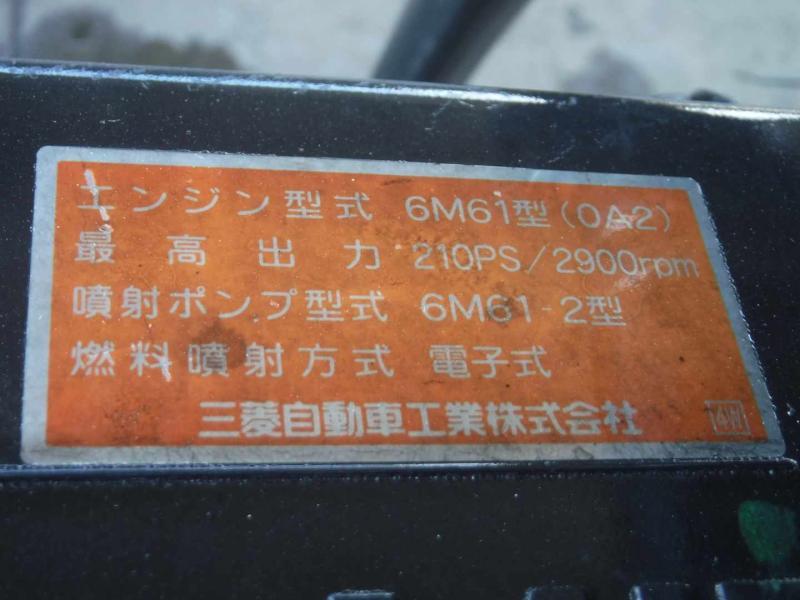 エンジン型式 6M61型(0A2)
最高出力 210PS/2900rpm
噴射ポンプ型式 6M61-2型
燃料噴射方式 電子式
三菱自動車工業株式会社